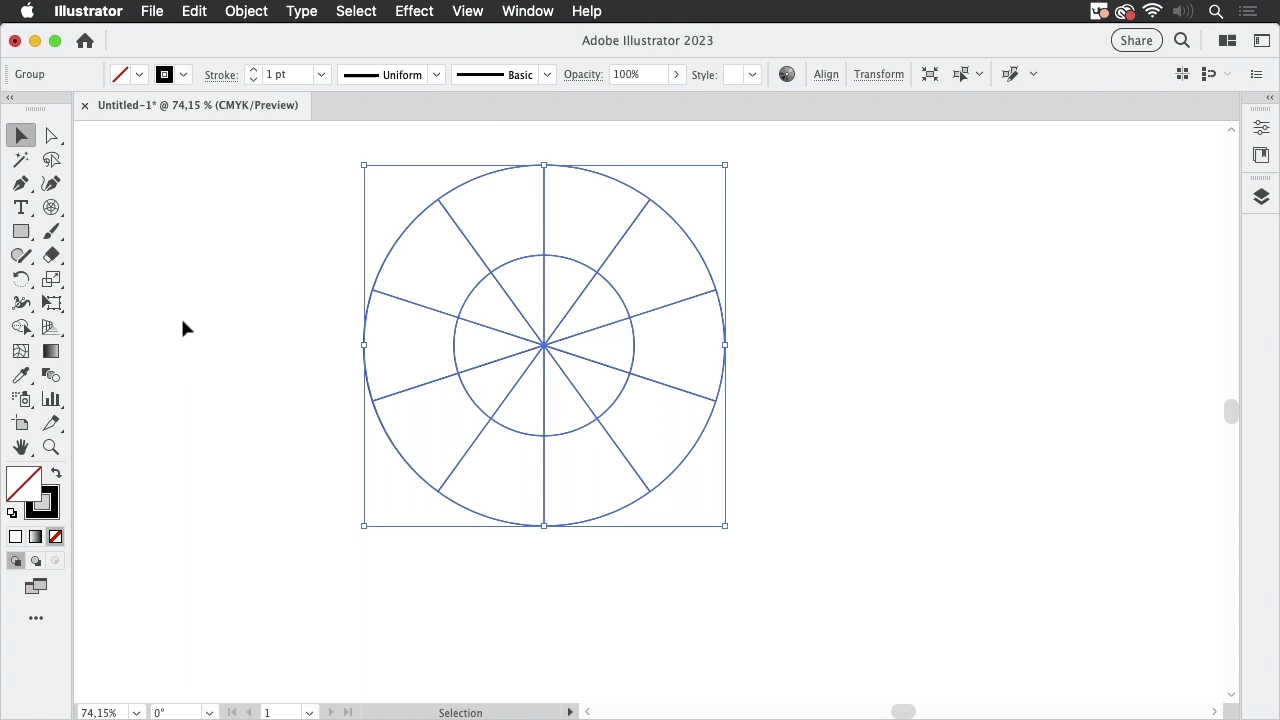 Illustrator File Edit Object Type Select Effect View Window Help
Adobe Illustrator 2023
Share
Group
Stroke: 1 pt Uniform Basic Opacity: 100% Style: Align Transform
Untitled-1* @ 74,15 % (CMYK/Preview)
74,15% 0° 1 Selection